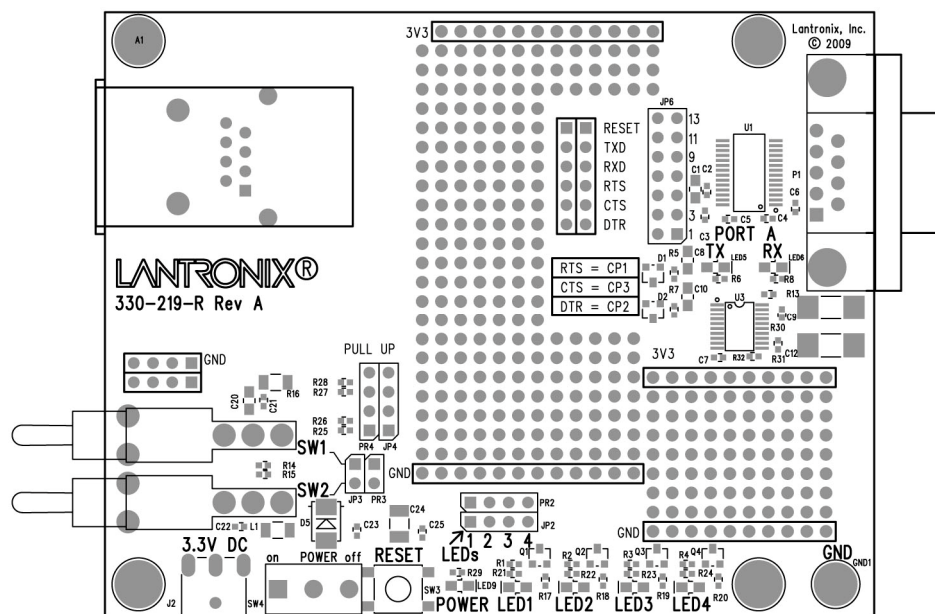 3V3
Lantronix, Inc.
© 2009
A1
JP6
RESET
TXD
RXD
RTS
CTS
DTR
13
11
9
3
1
C1
C2
U1
P1
C6
C3
C5
C4
PORT A
TX
RX
LANTRONIX®
330-219-R Rev A
RTS = CP1
CTS = CP3
DTR = CP2
D1
R5
C8
LED5
LED6
R6
R8
R7
C10
D2
R13
U3
C9
R30
C7
R32
R31
C12
3V3
GND
PULL UP
R28
R27
R16
C20
C21
R26
R25
PR4
JP4
SW1
GND
R14
R15
SW2
JP3
PR3
PR2
JP2
C22
L1
D5
C23
C24
C25
1 2 3 4
LEDs
GND
GND
GND1
3.3V DC
on POWER off
RESET
J2
SW4
SW3
R29
LED9
POWER
Q1
R1
R21
R17
LED1
Q2
R2
R22
R18
LED2
Q3
R3
R23
R19
LED3
Q4
R4
R24
R20
LED4